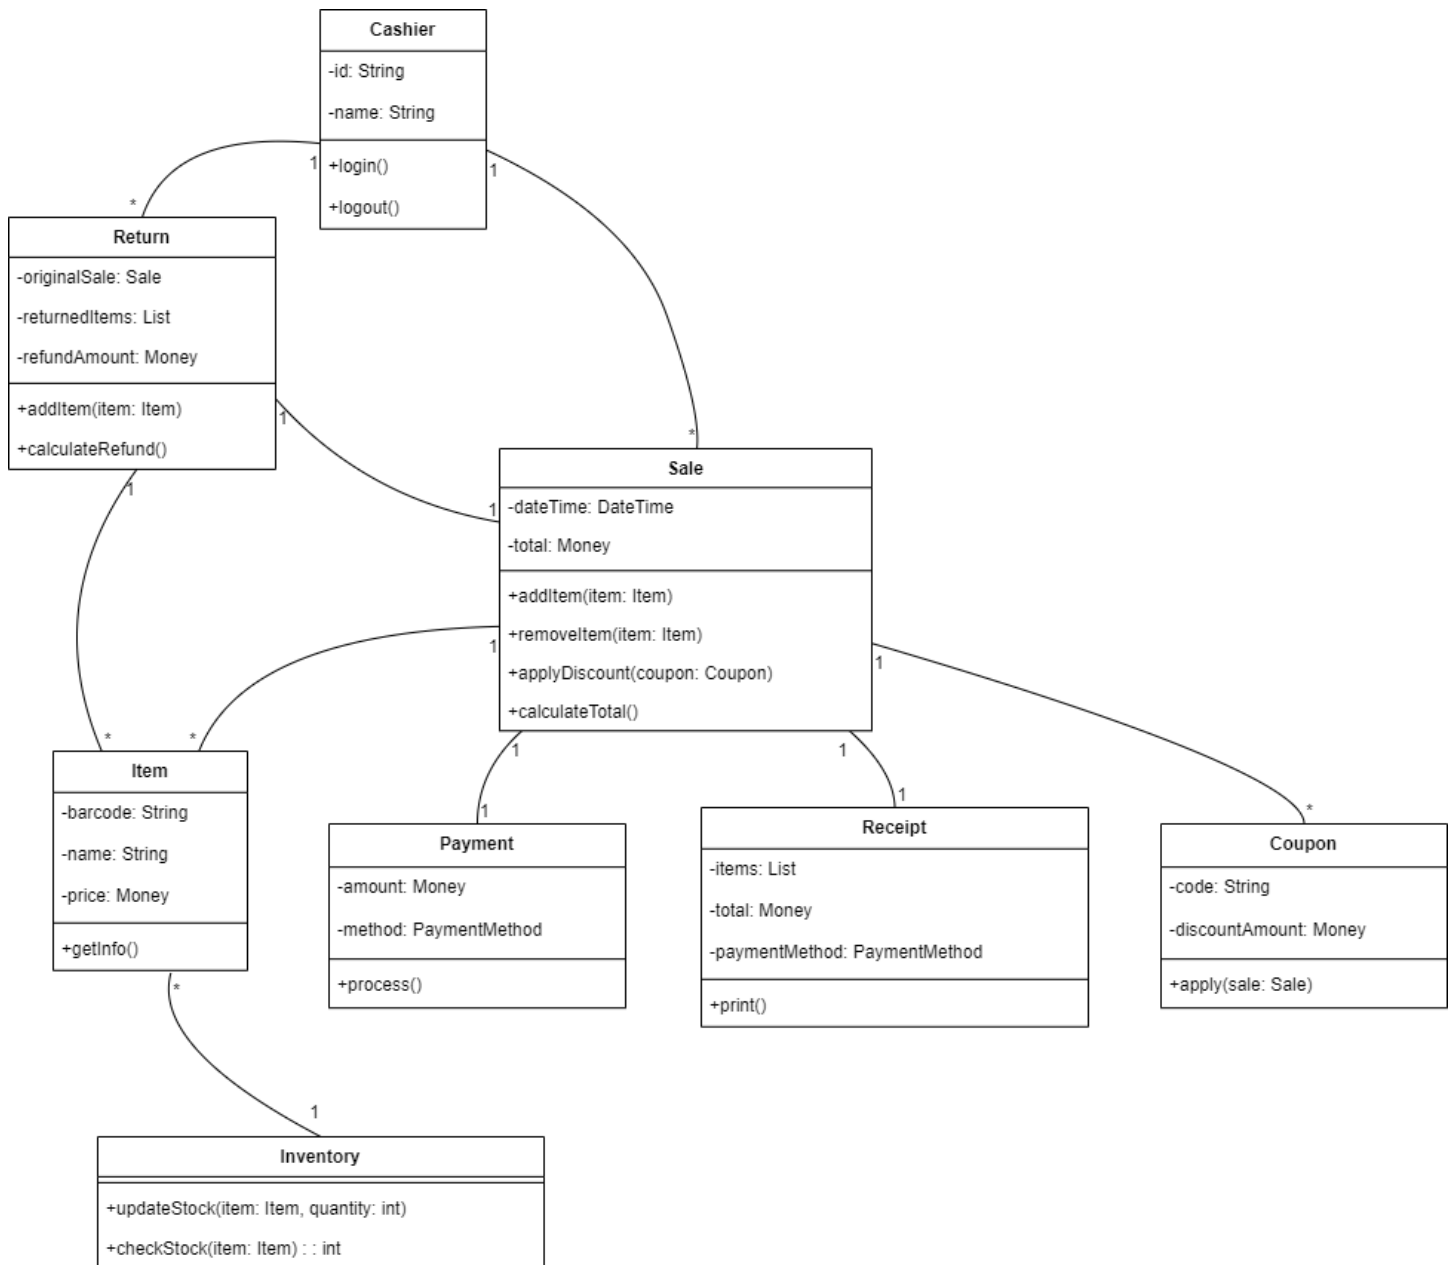 Cashier
-id: String
-name: String
+login()
+logout()
1
1
*
Return
-originalSale: Sale
-returnedItems: List
-refundAmount: Money
+addItem(item: Item)
+calculateRefund()
1
1
*
1
Sale
-dateTime: DateTime
-total: Money
+addItem(item: Item)
+removeItem(item: Item)
+applyDiscount(coupon: Coupon)
+calculateTotal()
1
1
1
1
*
*
Item
-barcode: String
-name: String
-price: Money
+getInfo()
*
1
Payment
-amount: Money
-method: PaymentMethod
+process()
1
Receipt
-items: List
-total: Money
-paymentMethod: PaymentMethod
+print()
*
Coupon
-code: String
-discountAmount: Money
+apply(sale: Sale)
1
Inventory
+updateStock(item: Item, quantity: int)
+checkStock(item: Item) : : int